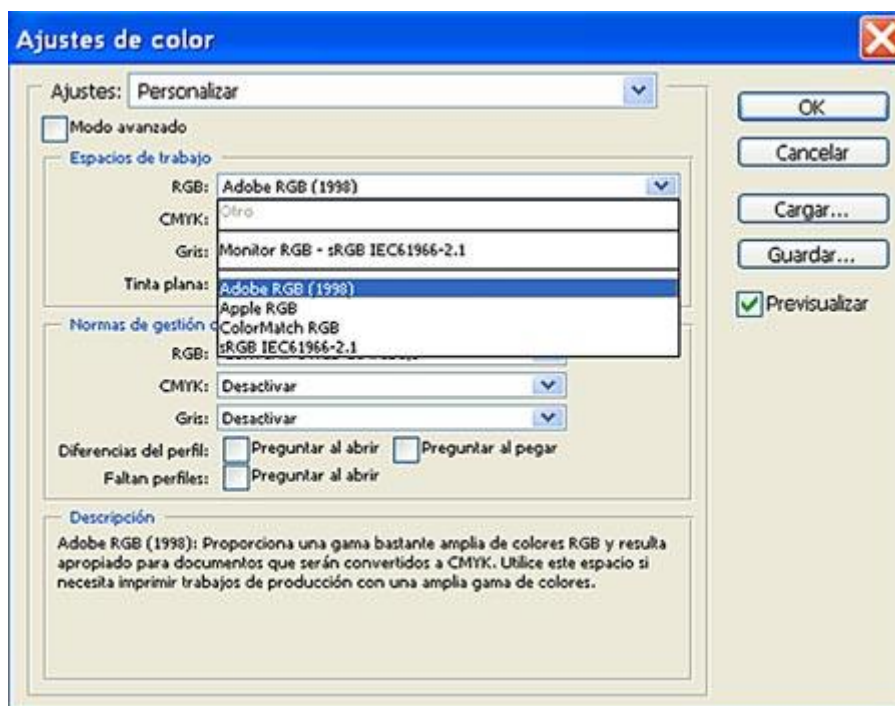 Ajustes de color
Ajustes: Personalizar
Modo avanzado
Espacios de trabajo
RGB: Adobe RGB (1998)
CMYK: Otro
Gris: Monitor RGB - sRGB IEC61966-2.1
Tinta plana: Adobe RGB (1998)
Apple RGB
ColorMatch RGB
sRGB IEC61966-2.1
Normas de gestión
RGB:
CMYK: Desactivar
Gris: Desactivar
Diferencias del perfil: Preguntar al abrir Preguntar al pegar
Faltan perfiles: Preguntar al abrir
Descripción
Adobe RGB (1998): Proporciona una gama bastante amplia de colores RGB y resulta
apropiado para documentos que serán convertidos a CMYK. Utilice este espacio si
necesita imprimir trabajos de producción con una amplia gama de colores.
OK
Cancelar
Cargar...
Guardar...
Previsualizar